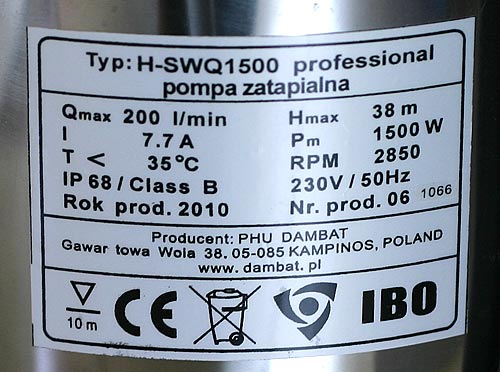 Typ: H-SWQ1500 professional
pompa zatapialna
Qmax 200 l/min Hmax 38 m
I 7.7 A Pm 1500 W
T < 35°C RPM 2850
IP 68 / Class B 230V / 50Hz
Rok prod. 2010 Nr. prod. 06 1066
Producent: PHU DAMBAT
Gawar towa Wola 38. 05-085 KAMPINOS, POLAND
www. dambat. pl
10 m CE IBO